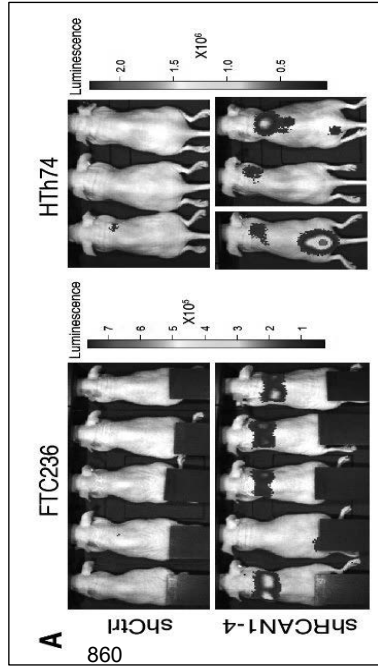 A
860
FTC236
HTh74
shCtrl
shRCAN1-4
Luminescence
7
6
5
4
3
2
1
X10⁵
Luminescence
2.0
1.5
1.0
0.5
X10⁶